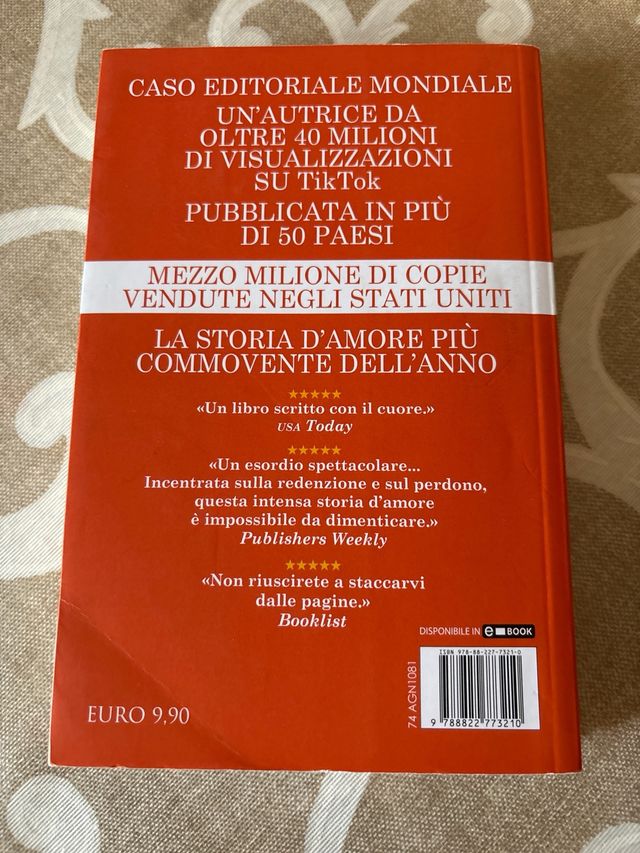 CASO EDITORIALE MONDIALE
UN'AUTRICE DA
OLTRE 40 MILIONI
DI VISUALIZZAZIONI
SU TikTok
PUBBLICATA IN PIÙ
DI 50 PAESI
MEZZO MILIONE DI COPIE
VENDUTE NEGLI STATI UNITI
LA STORIA D'AMORE PIÙ
COMMOVENTE DELL'ANNO
★★★★★
«Un libro scritto con il cuore.»
USA Today
★★★★★
«Un esordio spettacolare...
Incentrata sulla redenzione e sul perdono,
questa intensa storia d'amore
è impossibile da dimenticare.»
Publishers Weekly
★★★★★
«Non riuscirete a staccarvi
dalle pagine.»
Booklist
DISPONIBILE IN e BOOK
ISBN 978-88-227-7321-0
74 AGN1081
9 788822 773210
EURO 9,90